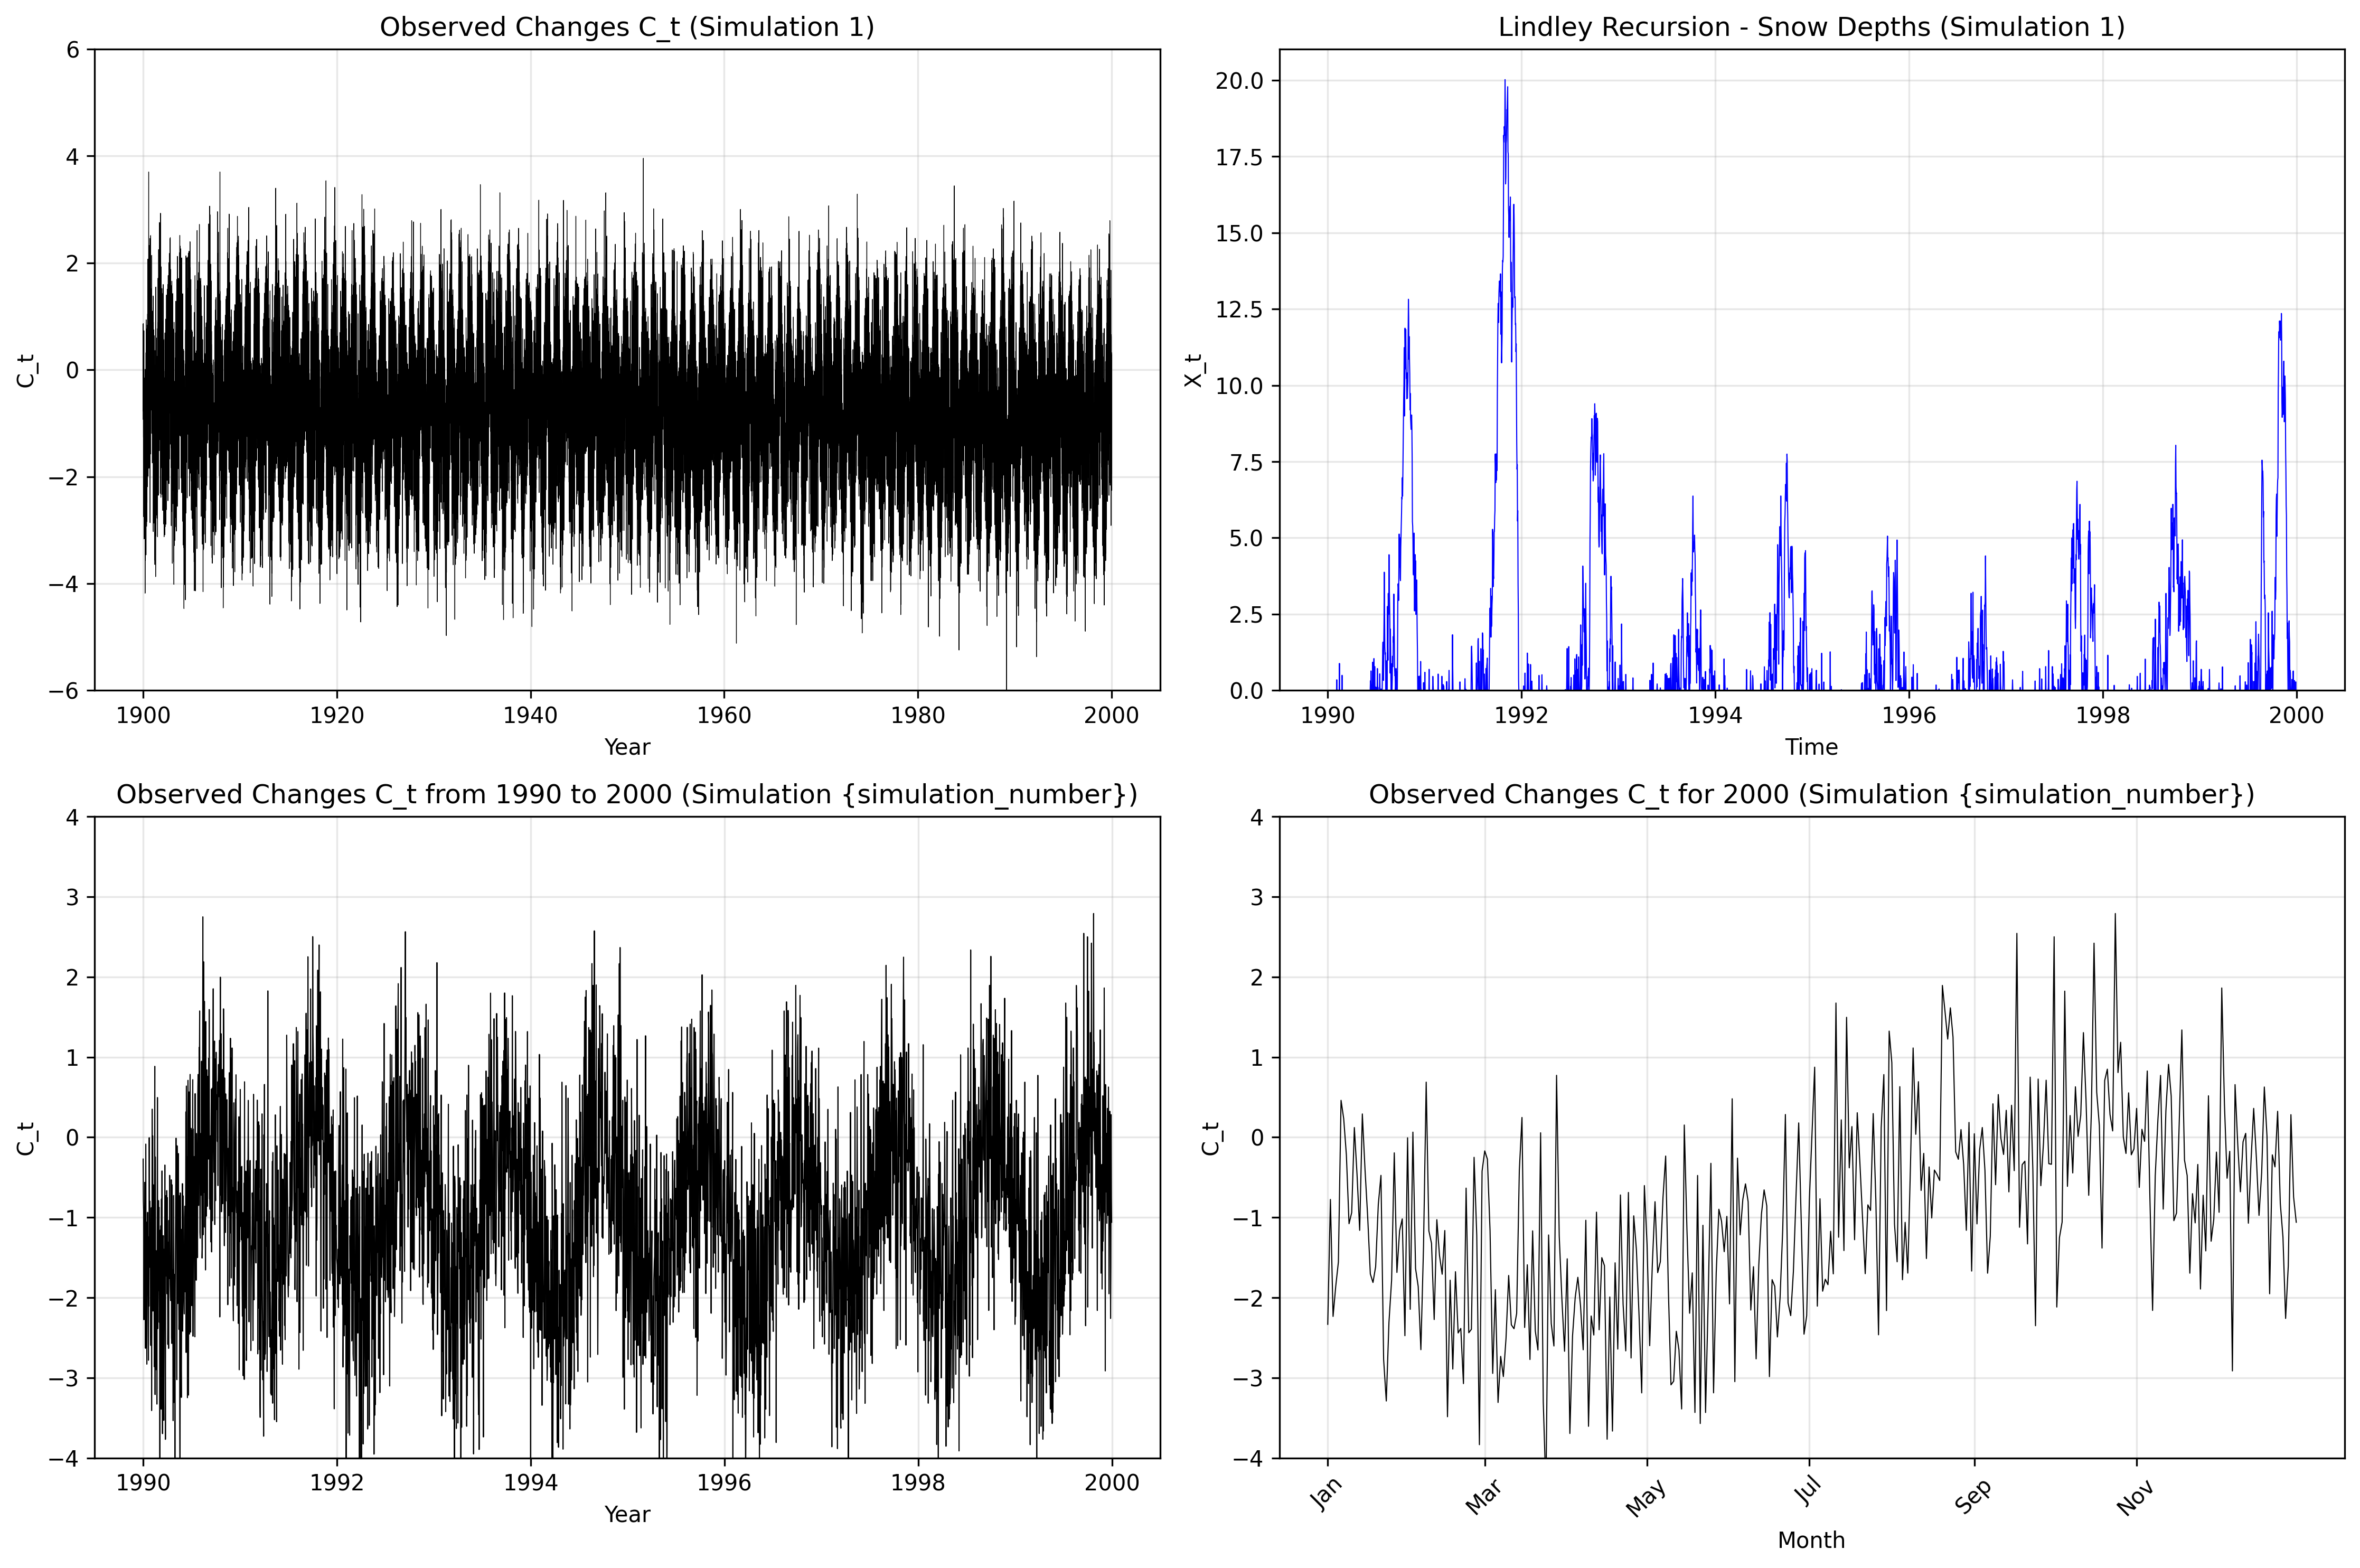 Observed Changes C_t (Simulation 1)
6
4
2
0
−2
−4
−6
C_t
1900
1920
1940
1960
1980
2000
Year
Lindley Recursion - Snow Depths (Simulation 1)
20.0
17.5
15.0
12.5
10.0
7.5
5.0
2.5
0.0
X_t
1990
1992
1994
1996
1998
2000
Time
Observed Changes C_t from 1990 to 2000 (Simulation {simulation_number})
4
3
2
1
0
−1
−2
−3
−4
C_t
1990
1992
1994
1996
1998
2000
Year
Observed Changes C_t for 2000 (Simulation {simulation_number})
4
3
2
1
0
−1
−2
−3
−4
C_t
Jan
Mar
May
Jul
Sep
Nov
Month